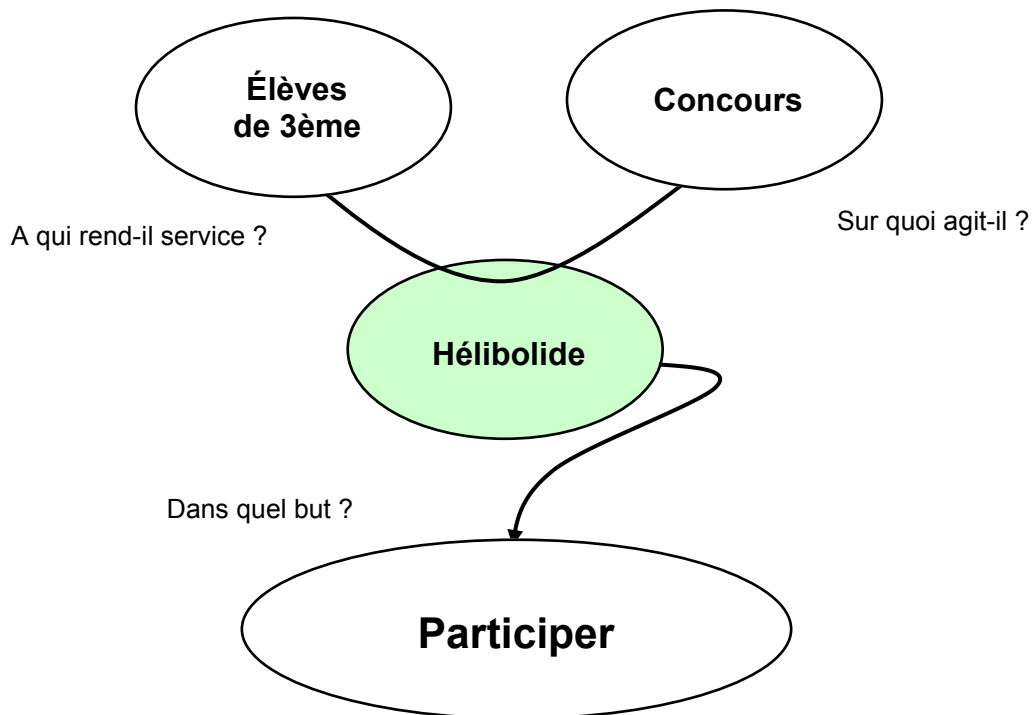 Élèves
de 3ème
Concours
A qui rend-il service ?
Sur quoi agit-il ?
Hélibolide
Dans quel but ?
Participer